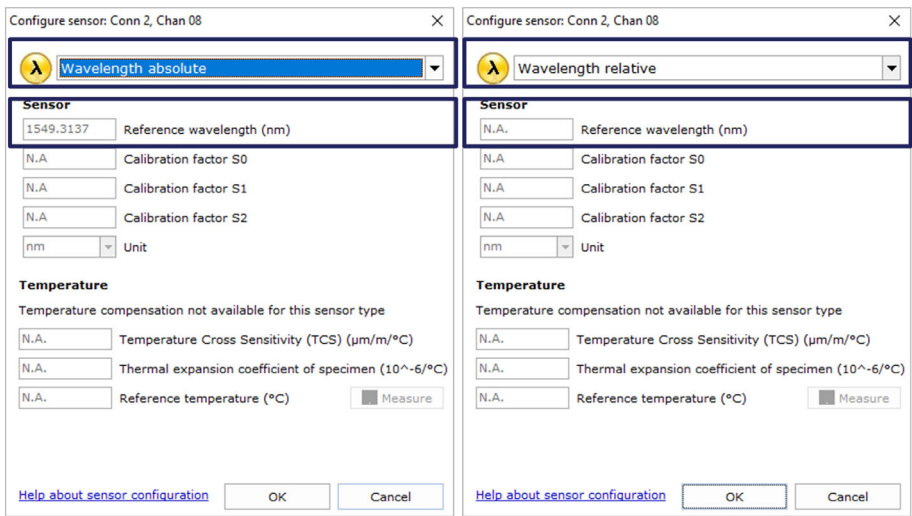 Configure sensor: Conn 2, Chan 08
λ Wavelength absolute
Sensor
1549.3137 Reference wavelength (nm)
N.A Calibration factor S0
N.A Calibration factor S1
N.A Calibration factor S2
nm Unit
Temperature
Temperature compensation not available for this sensor type
N.A. Temperature Cross Sensitivity (TCS) (µm/m/°C)
N.A. Thermal expansion coefficient of specimen (10^-6/°C)
N.A. Reference temperature (°C) Measure
Help about sensor configuration OK Cancel
Configure sensor: Conn 2, Chan 08
λ Wavelength relative
Sensor
N.A. Reference wavelength (nm)
N.A Calibration factor S0
N.A Calibration factor S1
N.A Calibration factor S2
nm Unit
Temperature
Temperature compensation not available for this sensor type
N.A. Temperature Cross Sensitivity (TCS) (µm/m/°C)
N.A. Thermal expansion coefficient of specimen (10^-6/°C)
N.A. Reference temperature (°C) Measure
Help about sensor configuration OK Cancel